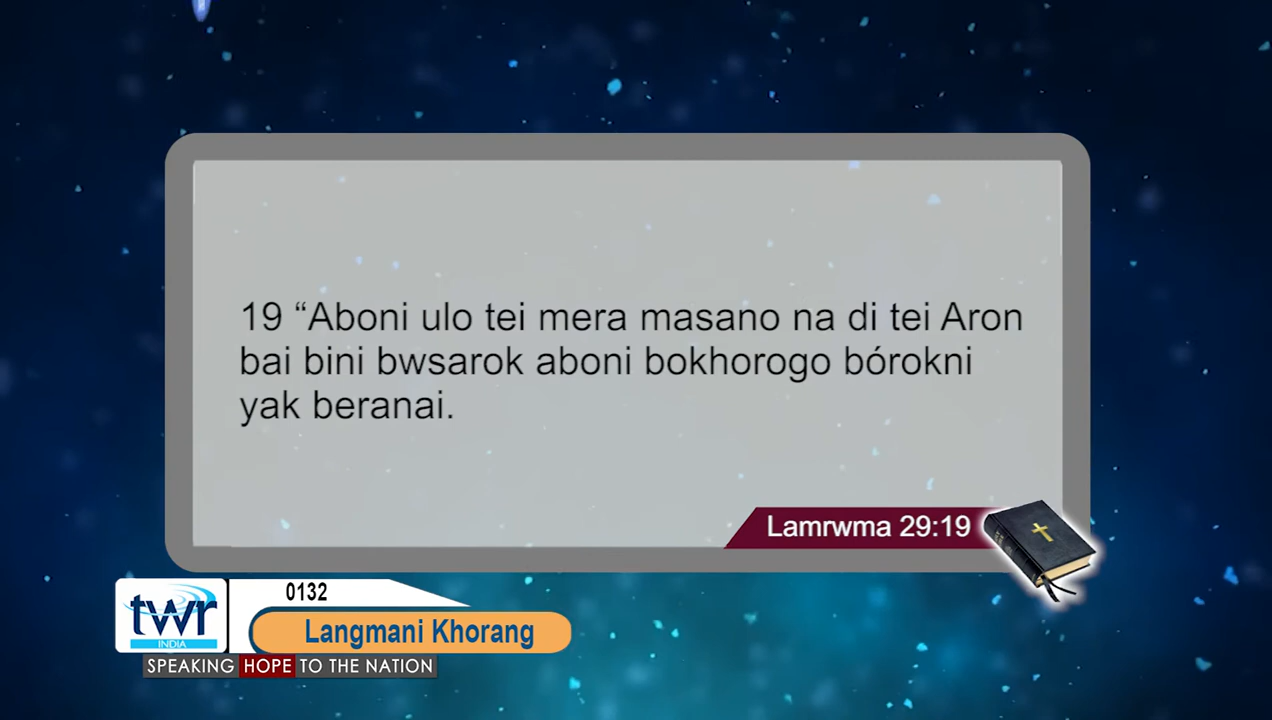 19 “Aboni ulo tei mera masano na di tei Aron
bai bini bwsarok aboni bokhorogo bórokni
yak beranai.
Lamrwma 29:19
0132
twr
INDIA
Langmani Khorang
SPEAKING HOPE TO THE NATION